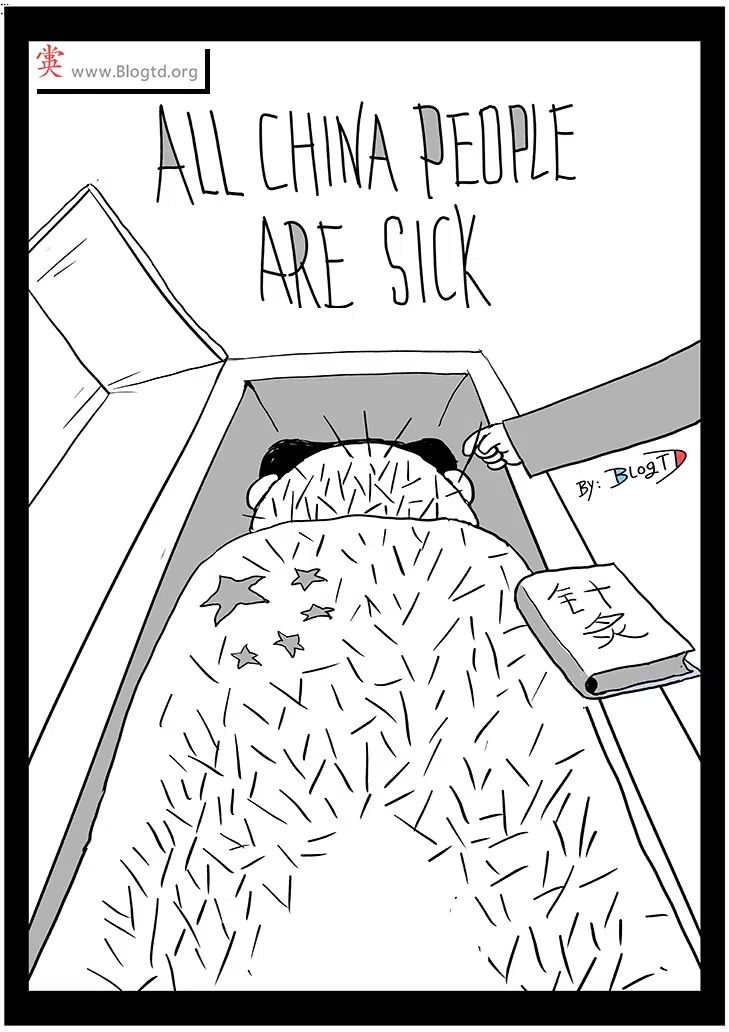 www.Blogtd.org
ALL CHINA PEOPLE
ARE SICK
BY: BLOGTD
针
灸